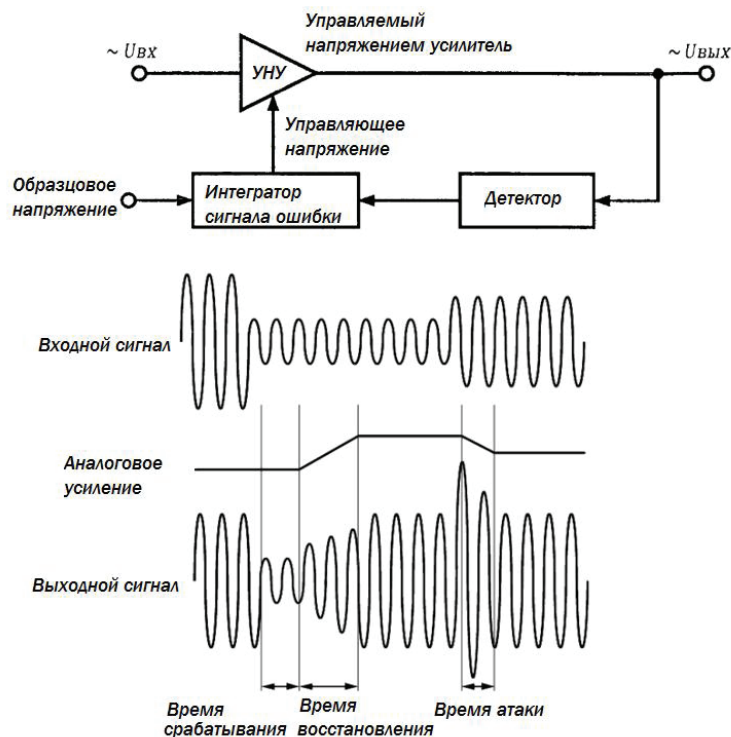 Управляемый
напряжением усилитель
~ Uвх
УНУ
~ Uвых
Управляющее
напряжение
Образцовое
напряжение
Интегратор
сигнала ошибки
Детектор
Входной сигнал
Аналоговое
усиление
Выходной сигнал
Время
срабатывания
Время
восстановления
Время атаки